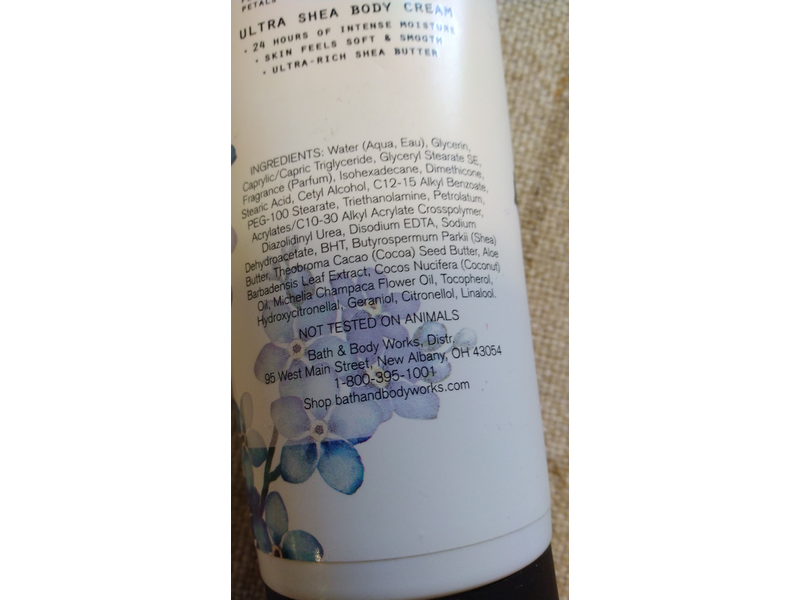 PETALS
ULTRA SHEA BODY CREAM
• 24 HOURS OF INTENSE MOISTURE
• SKIN FEELS SOFT & SMOOTH
• ULTRA-RICH SHEA BUTTER
INGREDIENTS: Water (Aqua, Eau), Glycerin,
Caprylic/Capric Triglyceride, Glyceryl Stearate SE,
Fragrance (Parfum), Isohexadecane, Dimethicone,
Stearic Acid, Cetyl Alcohol, C12-15 Alkyl Benzoate,
PEG-100 Stearate, Triethanolamine, Petrolatum,
Acrylates/C10-30 Alkyl Acrylate Crosspolymer,
Diazolidinyl Urea, Disodium EDTA, Sodium
Dehydroacetate, BHT, Butyrospermum Parkii (Shea)
Butter, Theobroma Cacao (Cocoa) Seed Butter, Aloe
Barbadensis Leaf Extract, Cocos Nucifera (Coconut)
Oil, Michelia Champaca Flower Oil, Tocopherol,
Hydroxycitronellal, Geraniol, Citronellol, Linalool.
NOT TESTED ON ANIMALS
Bath & Body Works, Distr.
95 West Main Street, New Albany, OH 43054
1-800-395-1001
Shop bathandbodyworks.com